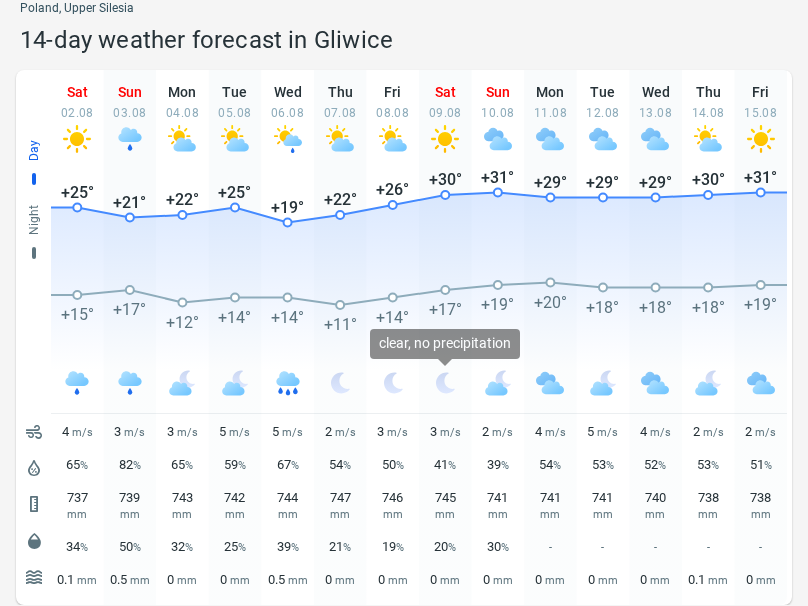 Poland, Upper Silesia
14-day weather forecast in Gliwice
Sat Sun Mon Tue Wed Thu Fri Sat Sun Mon Tue Wed Thu Fri
02.08 03.08 04.08 05.08 06.08 07.08 08.08 09.08 10.08 11.08 12.08 13.08 14.08 15.08
Day
+25° +21° +22° +25° +19° +22° +26° +30° +31° +29° +29° +29° +30° +31°
Night
+15° +17° +12° +14° +14° +11° +14° +17° +19° +20° +18° +18° +18° +19°
clear, no precipitation
4 m/s 3 m/s 3 m/s 5 m/s 5 m/s 2 m/s 3 m/s 3 m/s 2 m/s 4 m/s 5 m/s 4 m/s 2 m/s 2 m/s
65% 82% 65% 59% 67% 54% 50% 41% 39% 54% 53% 52% 53% 51%
737 739 743 742 744 747 746 745 741 741 741 740 738 738
mm mm mm mm mm mm mm mm mm mm mm mm mm mm
34% 50% 32% 25% 39% 21% 19% 20% 30% - - - - -
0.1 mm 0.5 mm 0 mm 0 mm 0.5 mm 0 mm 0 mm 0 mm 0 mm 0 mm 0 mm 0 mm 0.1 mm 0 mm